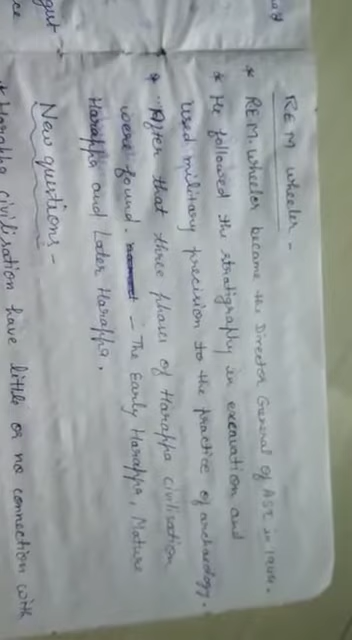 R.E.M wheeler -
* R.E.M. wheeler became the Director General of ASI in 1944.
* He followed the stratigraphy in excavation and
used military precision to the practice of archaeology.
* After that three phases of Harappa civilisation
were found. - The Early Harappa, Mature
Harappa and Later Harappa.
New questions -
* Harappa civilisation have little or no connection with